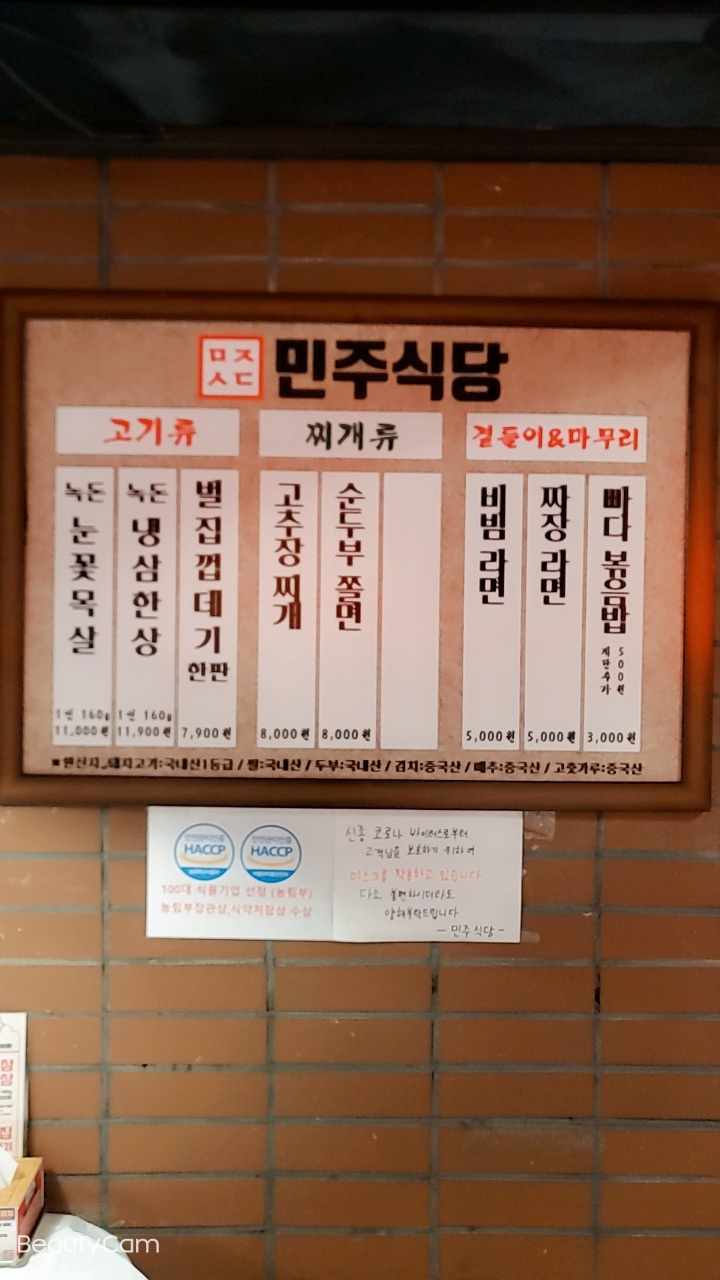 ㅁㅈ
ㅅㄷ
민주식당
고기류
녹돈 눈꽃목살
1인 160g
11,000원
녹돈 냉삼한상
1인 160g
11,900원
벌집껍데기 한판
7,900원
찌개류
고추장 찌개
8,000원
순두부 쫄면
8,000원
곁들이&마무리
비빔 라면
5,000원
짜장 라면
5,000원
빠다 볶음밥
계란추가
500원
3,000원
원산지 돼지고기:국내산1등급 / 쌀:국내산 / 두부:국내산 / 김치:중국산 / 배추:중국산 / 고춧가루:중국산
HACCP
HACCP
100대 식품기업 선정 (농림부)
농림부장관상,식약처장상 수상
신종 코로나 바이러스로부터
고객님을 보호하기 위하여
마스크를 착용하고 있습니다
다소 불편하시더라도
양해부탁드립니다
- 민주식당 -
BeautyCam